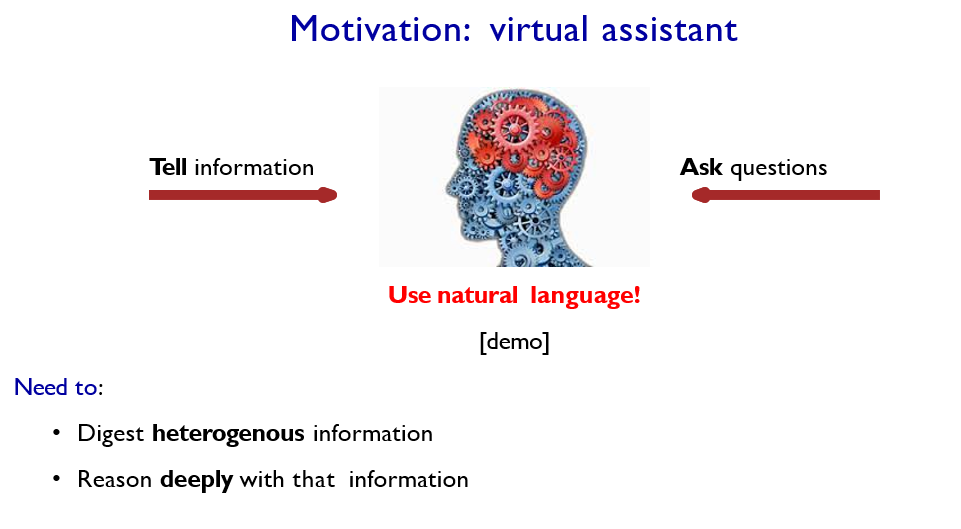 Motivation: virtual assistant
Tell information
Ask questions
Use natural language!
[demo]
Need to:
• Digest heterogenous information
• Reason deeply with that information